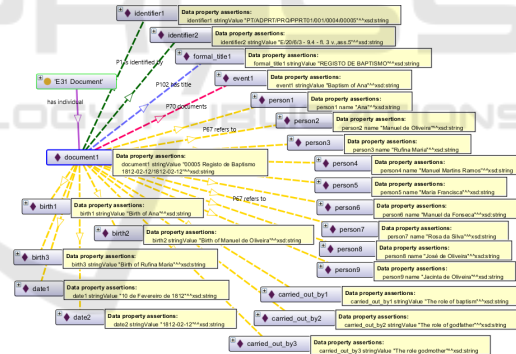 identifier1
Data property assertions:
identifier1 stringValue "PT/ADPRT/PRQ/PPRT01/001/0004/00005"^^xsd:string
identifier2
Data property assertions:
identifier2 stringValue "E/20/6/3 - 9.4 - fl. 3 v.,ass.5"^^xsd:string
P1 is identified by
formal_title1
Data property assertions:
formal_title1 stringValue "REGISTO DE BAPTISMO"^^xsd:string
'E31 Document'
P102 has title
event1
Data property assertions:
event1 stringValue "Baptism of Ana"^^xsd:string
has individual
P70 documents
person1
Data property assertions:
person1 name "Ana"^^xsd:string
person2
Data property assertions:
person2 name "Manuel de Oliveira"^^xsd:string
P67 refers to
person3
Data property assertions:
person3 name "Rufina Maria"^^xsd:string
document1
Data property assertions:
document1 stringValue "00005 Registo de Baptismo
1812-02-12/1812-02-12"^^xsd:string
person4
Data property assertions:
person4 name "Manuel Martins Ramos"^^xsd:string
person5
Data property assertions:
person5 name "Maria Francisca"^^xsd:string
P67 refers to
person6
Data property assertions:
person6 name "Manuel da Fonseca"^^xsd:string
birth1
Data property assertions:
birth1 stringValue "Birth of Ana"^^xsd:string
person7
Data property assertions:
person7 name "Rosa da Silva"^^xsd:string
birth2
Data property assertions:
birth2 stringValue "Birth of Manuel de Oliveira"^^xsd:string
person8
Data property assertions:
person8 name "José de Oliveira"^^xsd:string
birth3
Data property assertions:
birth3 stringValue "Birth of Rufina Maria"^^xsd:string
person9
Data property assertions:
person9 name "Jacinta de Oliveira"^^xsd:string
date1
Data property assertions:
date1 stringValue "10 de Fevereiro de 1812"^^xsd:string
carried_out_by1
Data property assertions:
carried_out_by1 stringValue "The role of baptism"^^xsd:string
date2
Data property assertions:
date2 stringValue "1812-02-12"^^xsd:string
carried_out_by2
Data property assertions:
carried_out_by2 stringValue "The role of godfather"^^xsd:string
carried_out_by3
Data property assertions:
carried_out_by3 stringValue "The role godmother"^^xsd:string